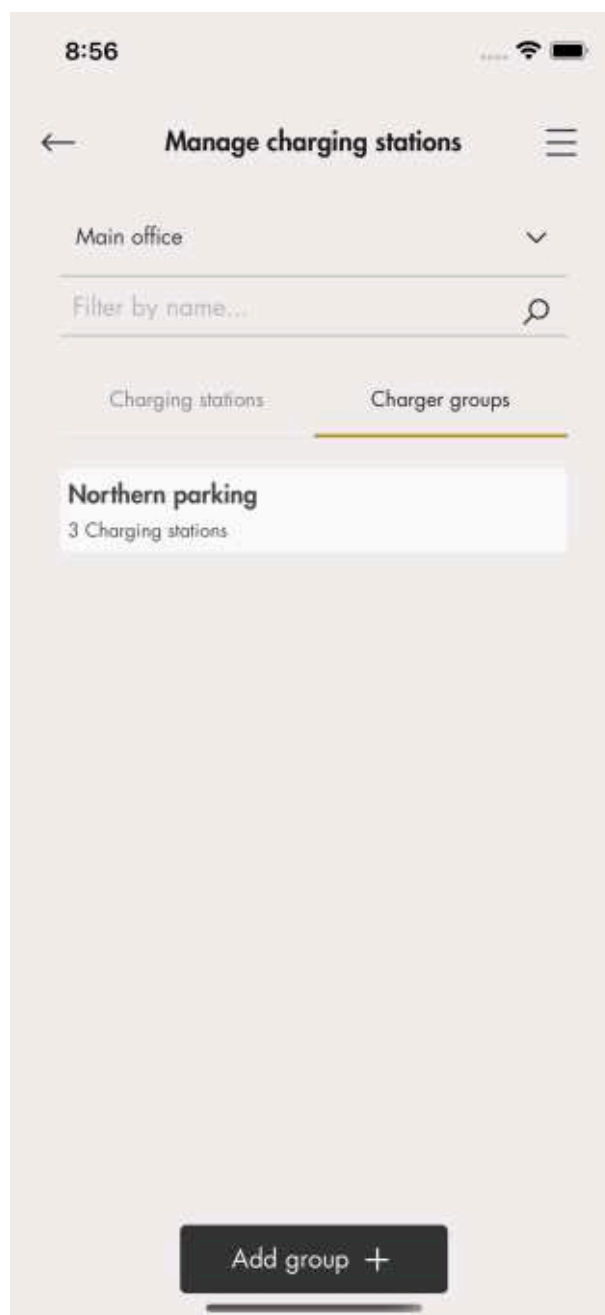 8:56
Manage charging stations
Main office
Filter by name...
Charging stations
Charger groups
Northern parking
3 Charging stations
Add group +